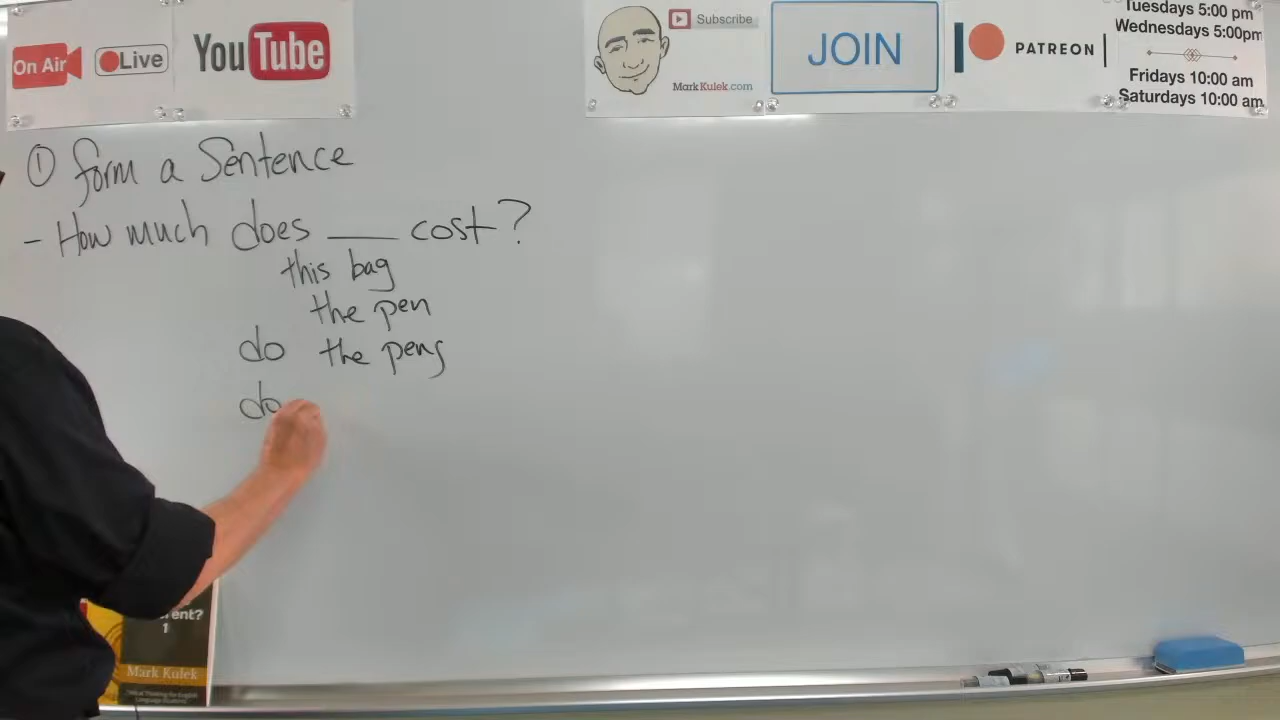 On Air
Live
YouTube
Subscribe
MarkKulek.com
JOIN
PATREON
Tuesdays 5:00 pm
Wednesdays 5:00pm
Fridays 10:00 am
Saturdays 10:00 am
① form a Sentence
- How much does ___ cost?
this bag
the pen
do the pens
do
1
Mark Kulek